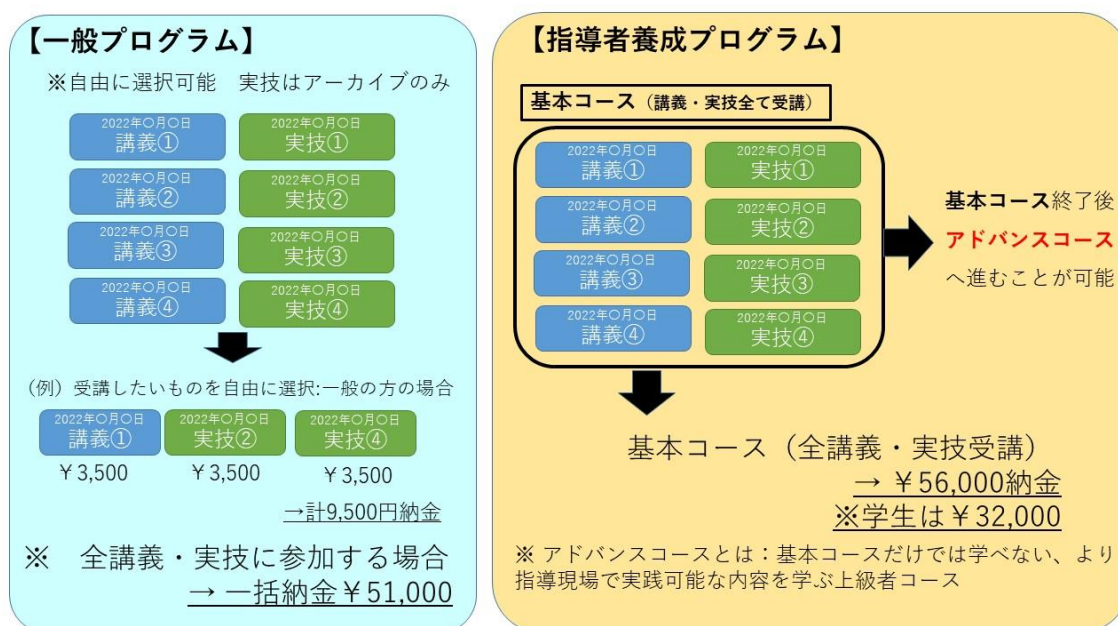 【一般プログラム】
※自由に選択可能　実技はアーカイブのみ
2022年〇月〇日
講義①
2022年〇月〇日
実技①
2022年〇月〇日
講義②
2022年〇月〇日
実技②
2022年〇月〇日
講義③
2022年〇月〇日
実技③
2022年〇月〇日
講義④
2022年〇月〇日
実技④
（例）受講したいものを自由に選択:一般の方の場合
2022年〇月〇日
講義①
2022年〇月〇日
実技②
2022年〇月〇日
実技④
￥3,500
￥3,500
￥3,500
→計9,500円納金
※　全講義・実技に参加する場合
→ 一括納金￥51,000
【指導者養成プログラム】
基本コース（講義・実技全て受講）
2022年〇月〇日
講義①
2022年〇月〇日
実技①
2022年〇月〇日
講義②
2022年〇月〇日
実技②
2022年〇月〇日
講義③
2022年〇月〇日
実技③
2022年〇月〇日
講義④
2022年〇月〇日
実技④
基本コース終了後
アドバンスコース
へ進むことが可能
基本コース（全講義・実技受講）
→ ￥56,000納金
※学生は￥32,000
※ アドバンスコースとは：基本コースだけでは学べない、より
指導現場で実践可能な内容を学ぶ上級者コース